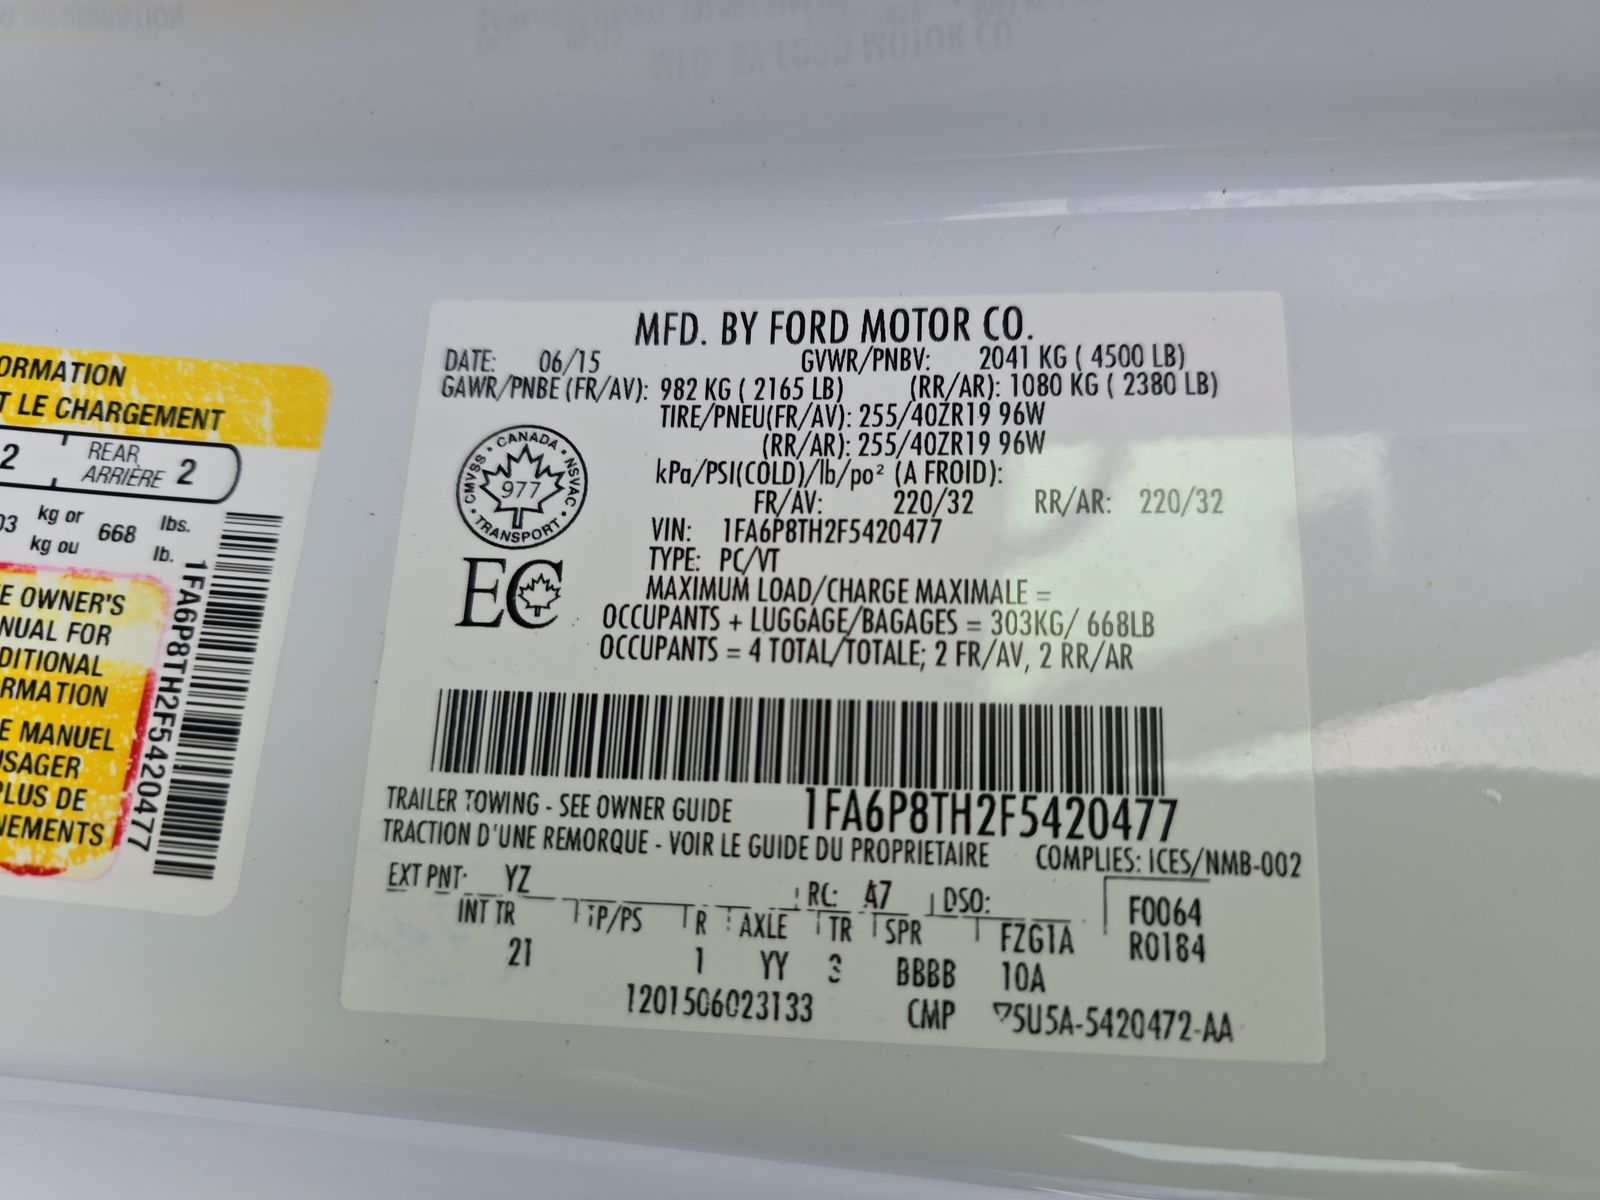 ORMATION
T LE CHARGEMENT
2 REAR ARRIÈRE 2
03 kg or kg ou 668 lbs. lb.
E OWNER'S
NUAL FOR
DITIONAL
RMATION
E MANUEL
USAGER
PLUS DE
NEMENTS
1FA6P8TH2F5420477
MFD. BY FORD MOTOR CO.
DATE: 06/15 GVWR/PNBV: 2041 KG ( 4500 LB)
GAWR/PNBE (FR/AV): 982 KG ( 2165 LB) (RR/AR): 1080 KG ( 2380 LB)
TIRE/PNEU(FR/AV): 255/40ZR19 96W
(RR/AR): 255/40ZR19 96W
kPa/PSI(COLD)/lb/po² (A FROID):
FR/AV: 220/32 RR/AR: 220/32
VIN: 1FA6P8TH2F5420477
TYPE: PC/VT
MAXIMUM LOAD/CHARGE MAXIMALE =
OCCUPANTS + LUGGAGE/BAGAGES = 303KG/ 668LB
OCCUPANTS = 4 TOTAL/TOTALE; 2 FR/AV, 2 RR/AR
CANADA
CMVSS 977 NSVAC
TRANSPORT
EC
1FA6P8TH2F5420477
TRAILER TOWING - SEE OWNER GUIDE
TRACTION D'UNE REMORQUE - VOIR LE GUIDE DU PROPRIETAIRE
COMPLIES: ICES/NMB-002
EXT PNT: YZ RC: A7 DSO:
F0064
INT TR TP/PS R AXLE TR SPR FZG1A
R0184
21 1 YY 3 BBBB 10A
1201506023133 CMP 5U5A-5420472-AA